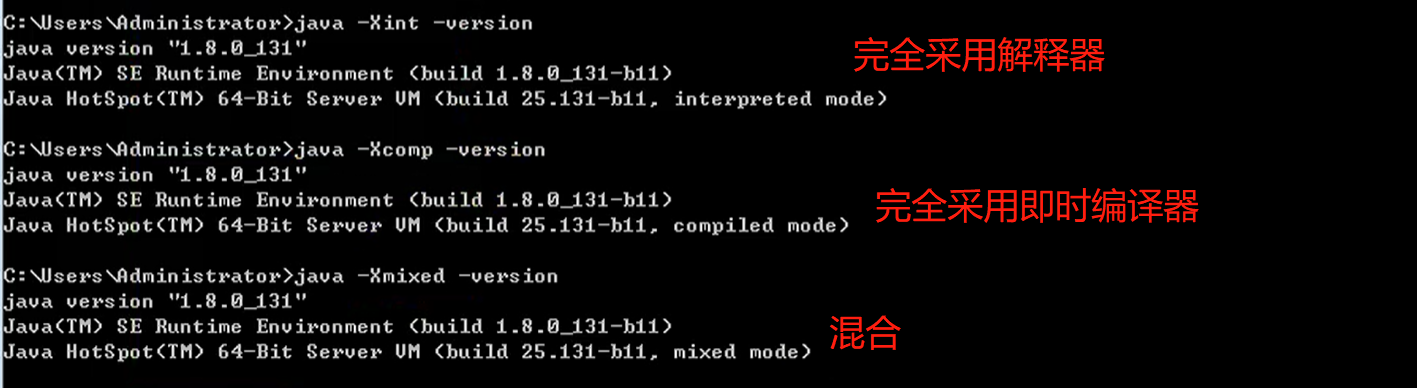 C:\Users\Administrator>java -Xint -version
java version "1.8.0_131"
Java(TM) SE Runtime Environment (build 1.8.0_131-b11)
Java HotSpot(TM) 64-Bit Server VM (build 25.131-b11, interpreted mode)
完全采用解释器
C:\Users\Administrator>java -Xcomp -version
java version "1.8.0_131"
Java(TM) SE Runtime Environment (build 1.8.0_131-b11)
Java HotSpot(TM) 64-Bit Server VM (build 25.131-b11, compiled mode)
完全采用即时编译器
C:\Users\Administrator>java -Xmixed -version
java version "1.8.0_131"
Java(TM) SE Runtime Environment (build 1.8.0_131-b11)
Java HotSpot(TM) 64-Bit Server VM (build 25.131-b11, mixed mode)
混合